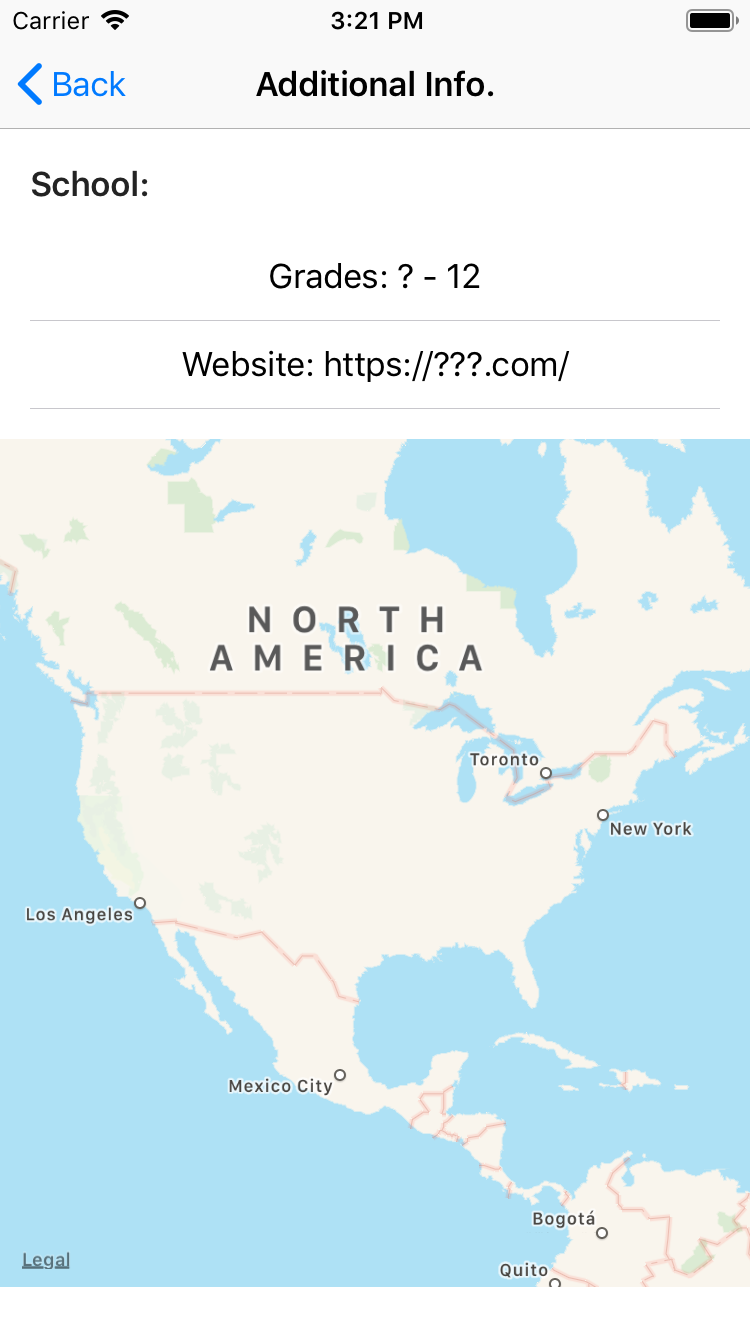 Carrier 3:21 PM
Back Additional Info.
School:
Grades: ? - 12
Website: https://???.com/
NORTH
AMERICA
Toronto
New York
Los Angeles
Mexico City
Bogotá
Legal
Quito